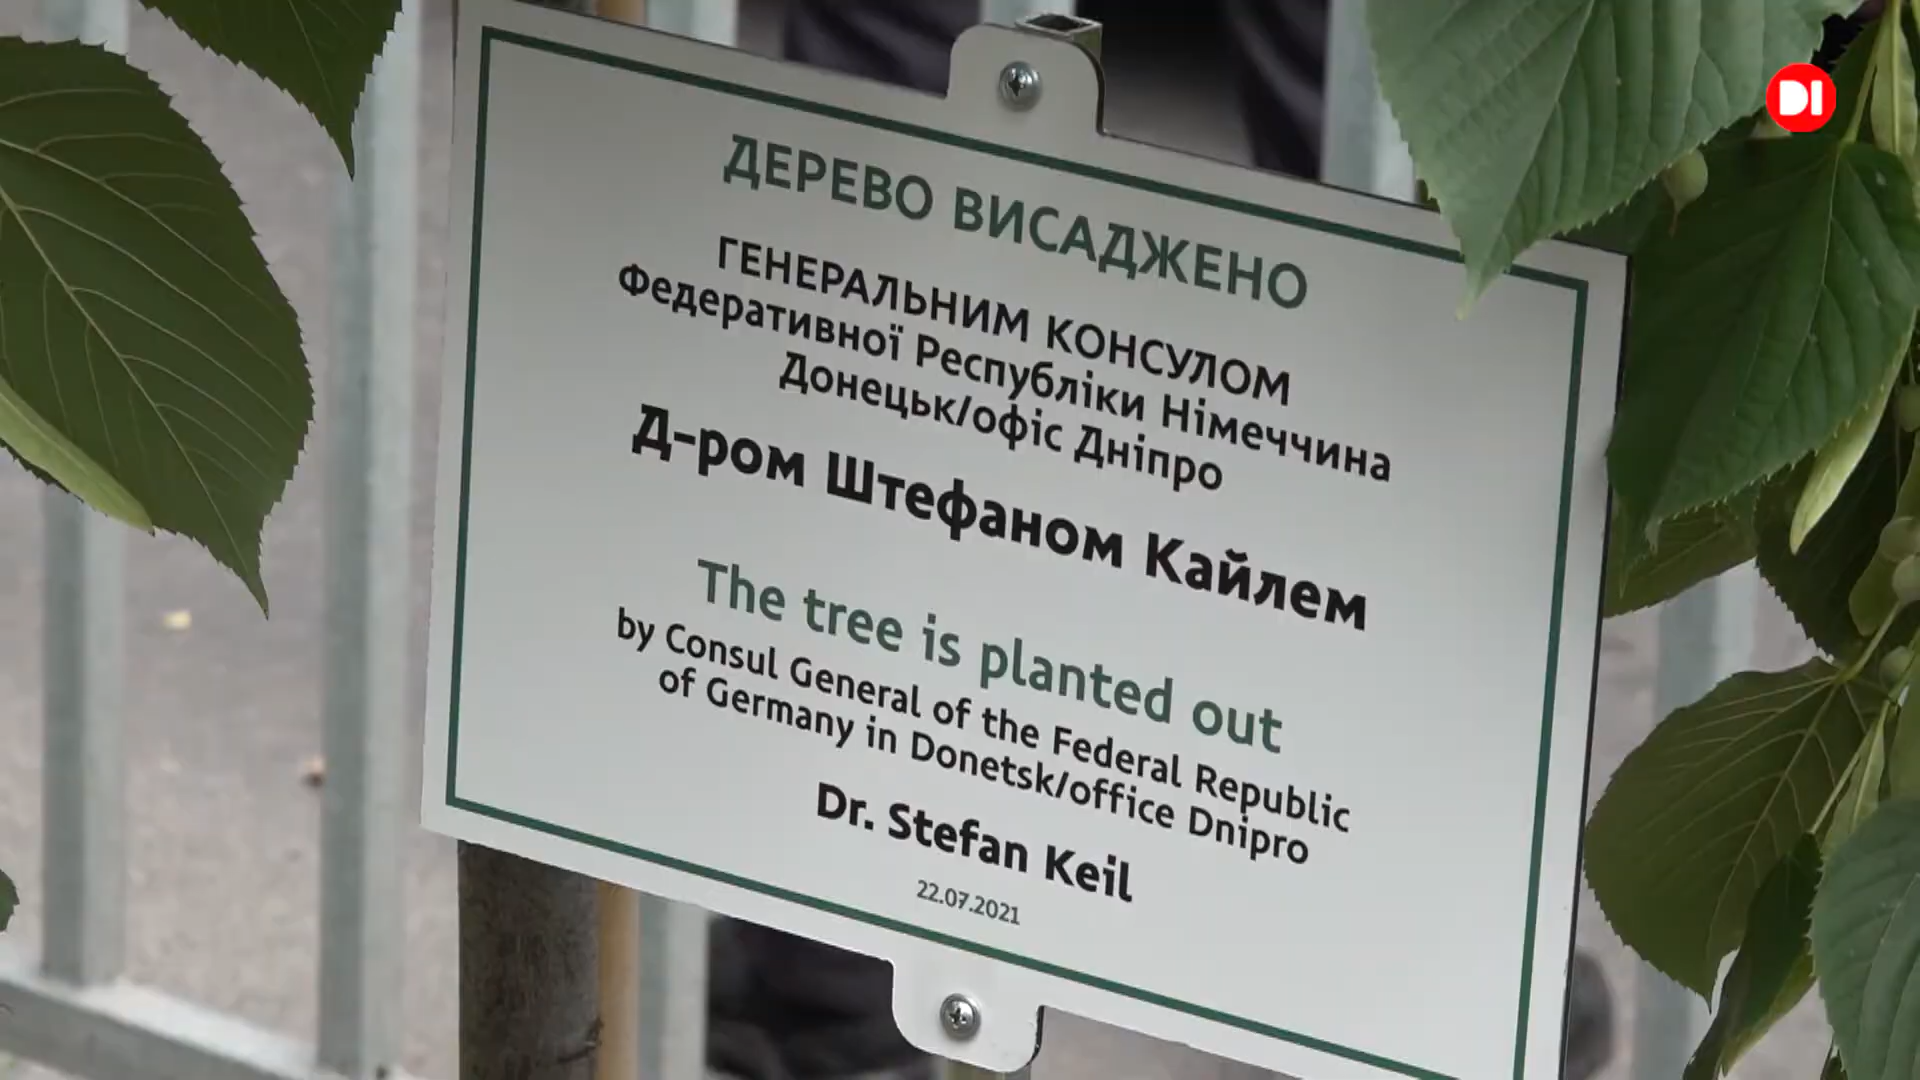 DI
ДЕРЕВО ВИСАДЖЕНО
ГЕНЕРАЛЬНИМ КОНСУЛОМ
Федеративної Республіки Німеччина
Донецьк/офіс Дніпро
Д-ром Штефаном Кайлем
The tree is planted out
by Consul General of the Federal Republic
of Germany in Donetsk/office Dnipro
Dr. Stefan Keil
22.07.2021